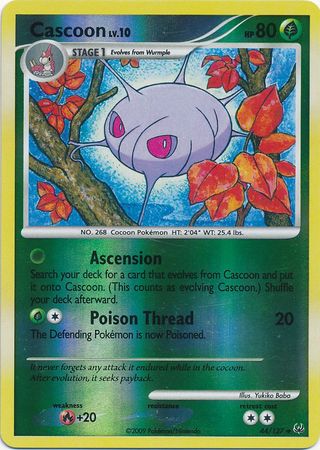 Cascoon LV.10 HP 80
STAGE 1 Evolves from Wurmple
NO. 268 Cocoon Pokémon HT: 2'04" WT: 25.4 lbs.
Ascension
Search your deck for a card that evolves from Cascoon and put
it onto Cascoon. (This counts as evolving Cascoon.) Shuffle
your deck afterward.
Poison Thread 20
The Defending Pokémon is now Poisoned.
It never forgets any attack it endured while in the cocoon.
After evolution, it seeks payback.
Illus. Yukiko Baba
weakness resistance retreat cost
+20
©2009 Pokémon/Nintendo 44/127